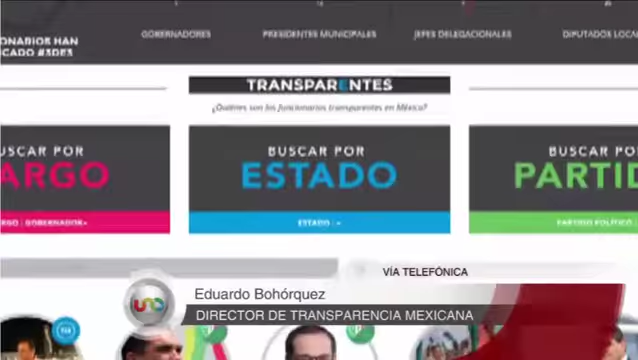 GOBERNADORES
PRESIDENTES MUNICIPALES
JEFES DELEGACIONALES
DIPUTADOS LOCA
ONARIOS HAN
CADO #3DE3
TRANSPARENTES
¿Quiénes son los funcionarios transparentes en México?
USCAR POR
ARGO
RGO | GOBERNADOR
BUSCAR POR
ESTADO
ESTADO
BUSCAR PO
PARTID
PARTIDO POLÍTICO
VÍA TELEFÓNICA
uno
Eduardo Bohórquez
DIRECTOR DE TRANSPARENCIA MEXICANA